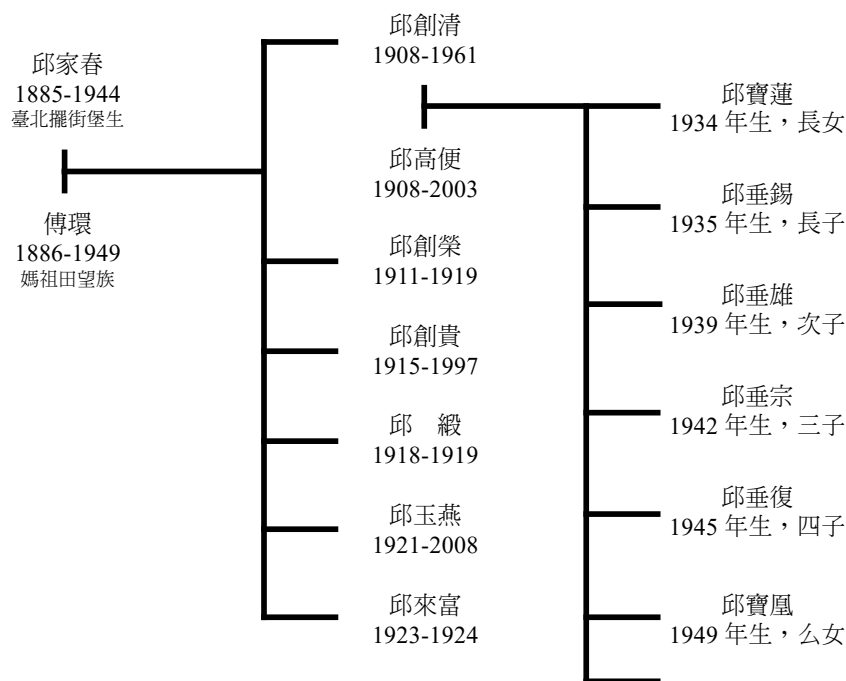 邱家春
1885-1944
臺北擺街堡生
傅環
1886-1949
媽祖田望族
邱創清
1908-1961
邱高便
1908-2003
邱創榮
1911-1919
邱創貴
1915-1997
邱　緞
1918-1919
邱玉燕
1921-2008
邱來富
1923-1924
邱寶蓮
1934 年生，長女
邱垂錫
1935 年生，長子
邱垂雄
1939 年生，次子
邱垂宗
1942 年生，三子
邱垂復
1945 年生，四子
邱寶凰
1949 年生，么女